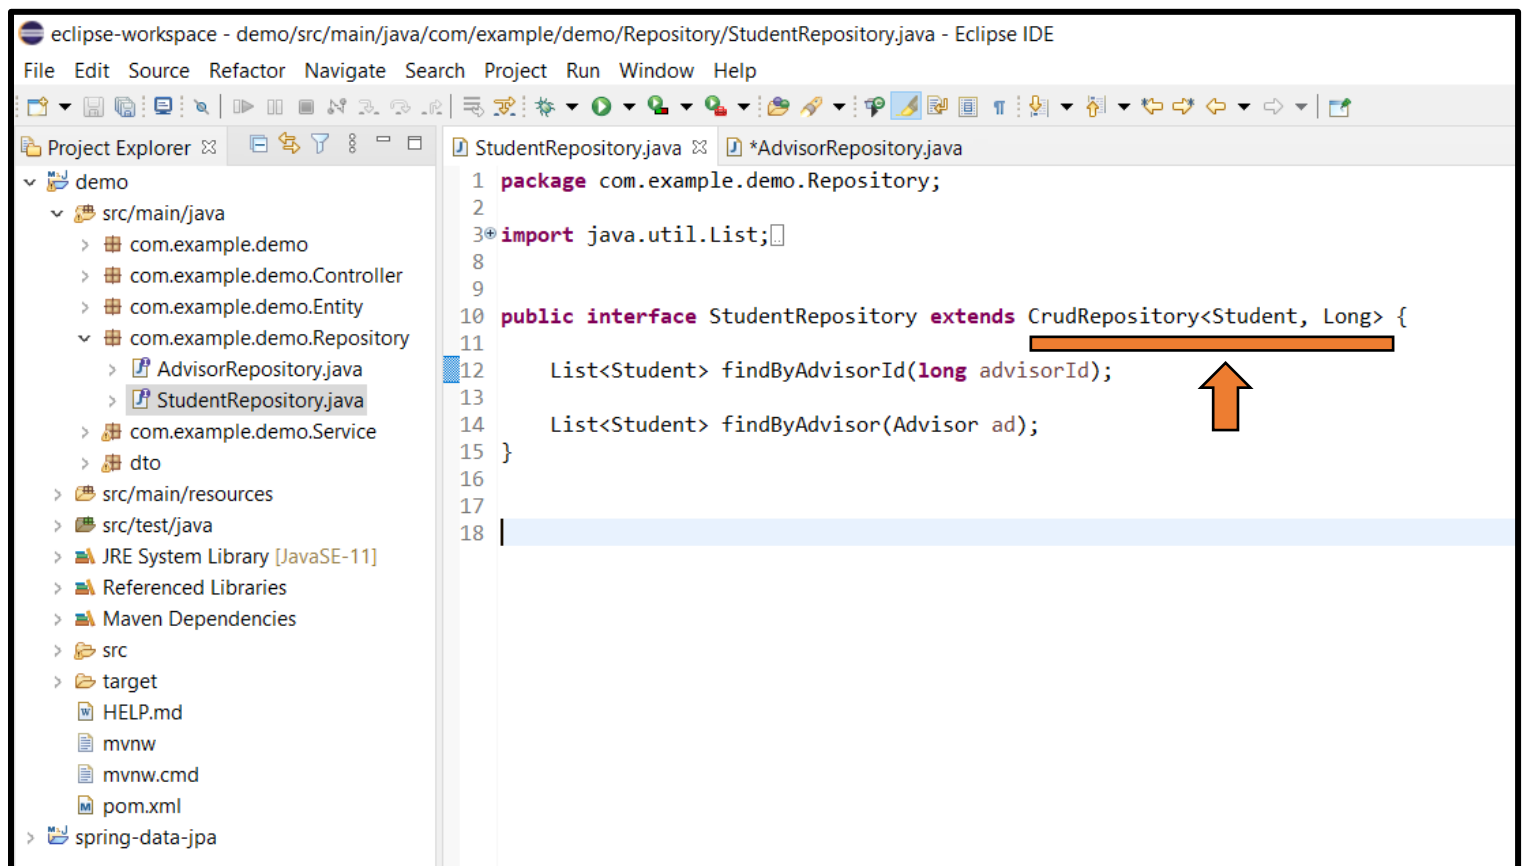 eclipse-workspace - demo/src/main/java/com/example/demo/Repository/StudentRepository.java - Eclipse IDE
File Edit Source Refactor Navigate Search Project Run Window Help
Project Explorer
StudentRepository.java *AdvisorRepository.java
demo
src/main/java
com.example.demo
com.example.demo.Controller
com.example.demo.Entity
com.example.demo.Repository
AdvisorRepository.java
StudentRepository.java
com.example.demo.Service
dto
src/main/resources
src/test/java
JRE System Library [JavaSE-11]
Referenced Libraries
Maven Dependencies
src
target
HELP.md
mvnw
mvnw.cmd
pom.xml
spring-data-jpa
1 package com.example.demo.Repository;
2
3 import java.util.List;
8
9
10 public interface StudentRepository extends CrudRepository<Student, Long> {
11
12 List<Student> findByAdvisorId(long advisorId);
13
14 List<Student> findByAdvisor(Advisor ad);
15 }
16
17
18